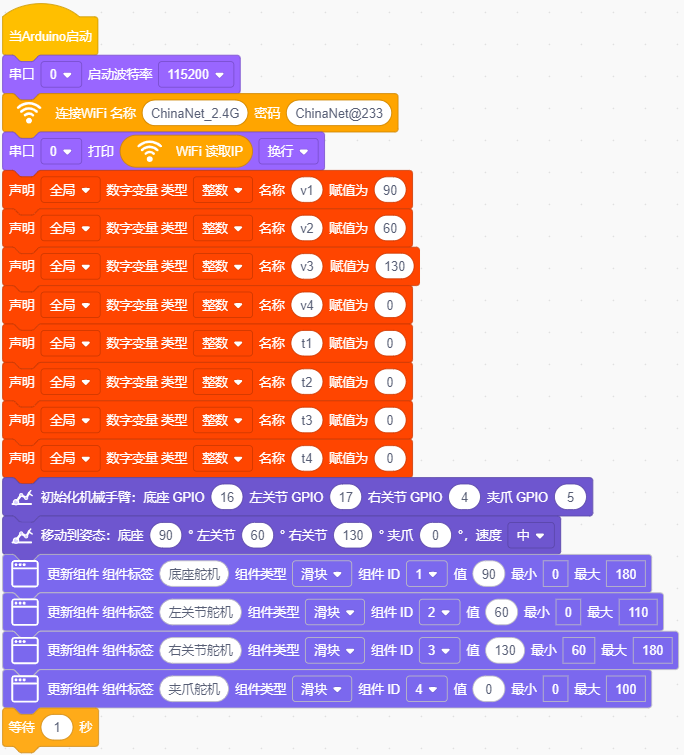 当Arduino启动
串口 0 启动波特率 115200
连接WiFi 名称 ChinaNet_2.4G 密码 ChinaNet@233
串口 0 打印 WiFi 读取IP 换行
声明 全局 数字变量 类型 整数 名称 v1 赋值为 90
声明 全局 数字变量 类型 整数 名称 v2 赋值为 60
声明 全局 数字变量 类型 整数 名称 v3 赋值为 130
声明 全局 数字变量 类型 整数 名称 v4 赋值为 0
声明 全局 数字变量 类型 整数 名称 t1 赋值为 0
声明 全局 数字变量 类型 整数 名称 t2 赋值为 0
声明 全局 数字变量 类型 整数 名称 t3 赋值为 0
声明 全局 数字变量 类型 整数 名称 t4 赋值为 0
初始化机械手臂：底座 GPIO 16 左关节 GPIO 17 右关节 GPIO 4 夹爪 GPIO 5
移动到姿态：底座 90 ° 左关节 60 ° 右关节 130 ° 夹爪 0 °，速度 中
更新组件 组件标签 底座舵机 组件类型 滑块 组件 ID 1 值 90 最小 0 最大 180
更新组件 组件标签 左关节舵机 组件类型 滑块 组件 ID 2 值 60 最小 0 最大 110
更新组件 组件标签 右关节舵机 组件类型 滑块 组件 ID 3 值 130 最小 60 最大 180
更新组件 组件标签 夹爪舵机 组件类型 滑块 组件 ID 4 值 0 最小 0 最大 100
等待 1 秒